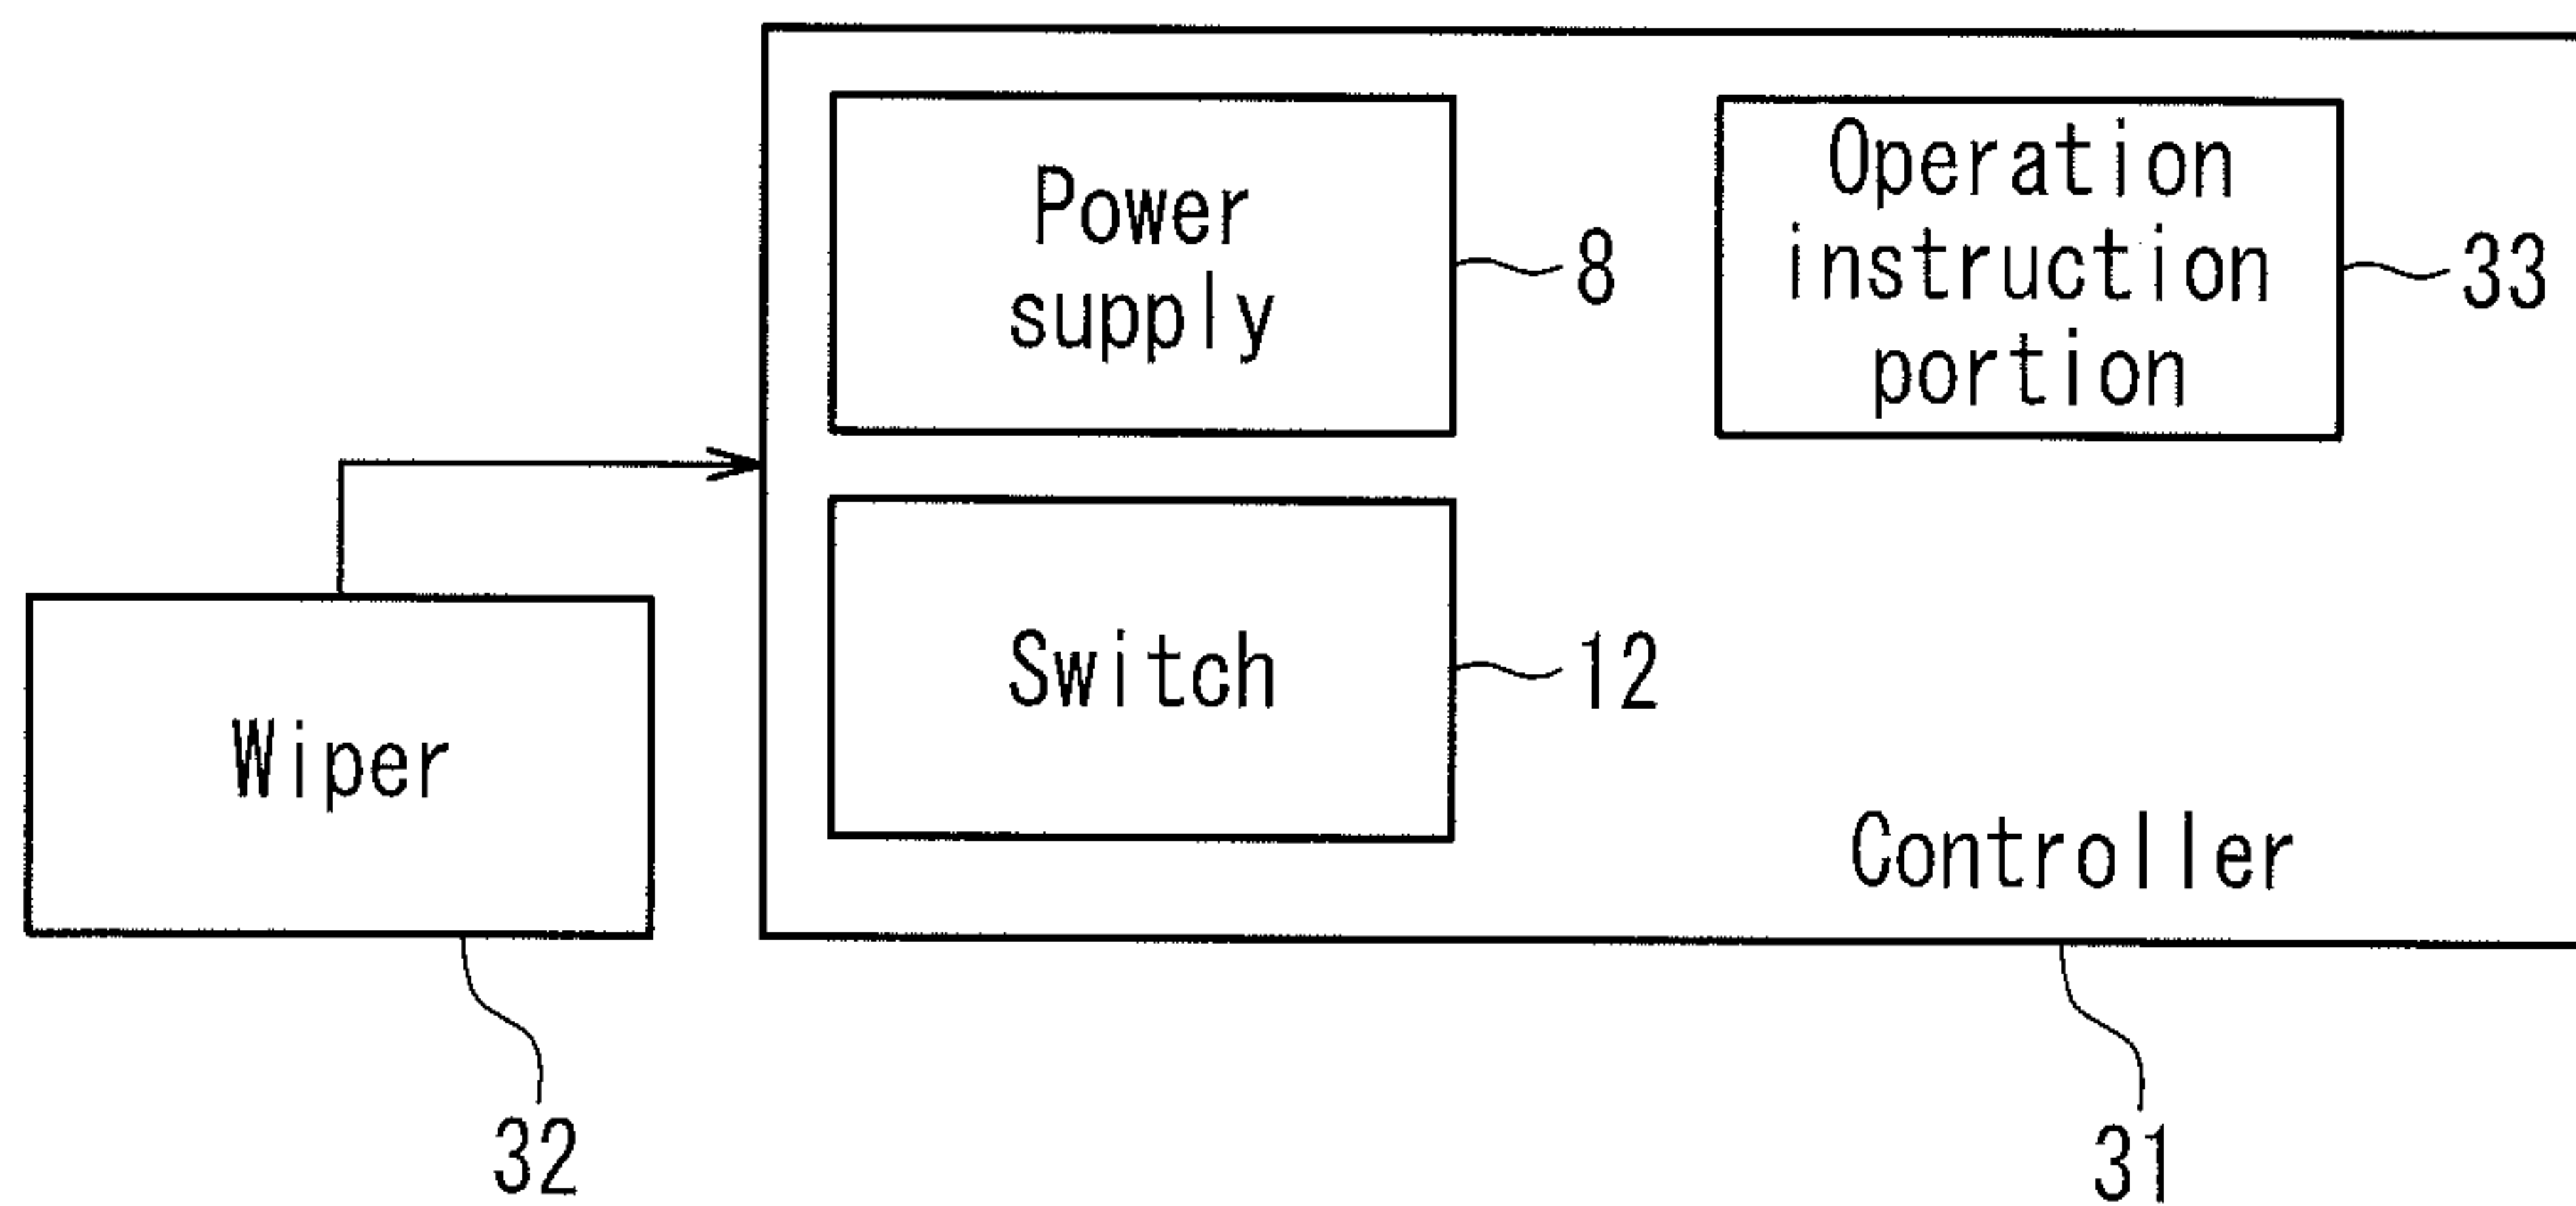 Power
supply
8
Operation
instruction
portion
33
Switch
12
Wiper
Controller
32
31